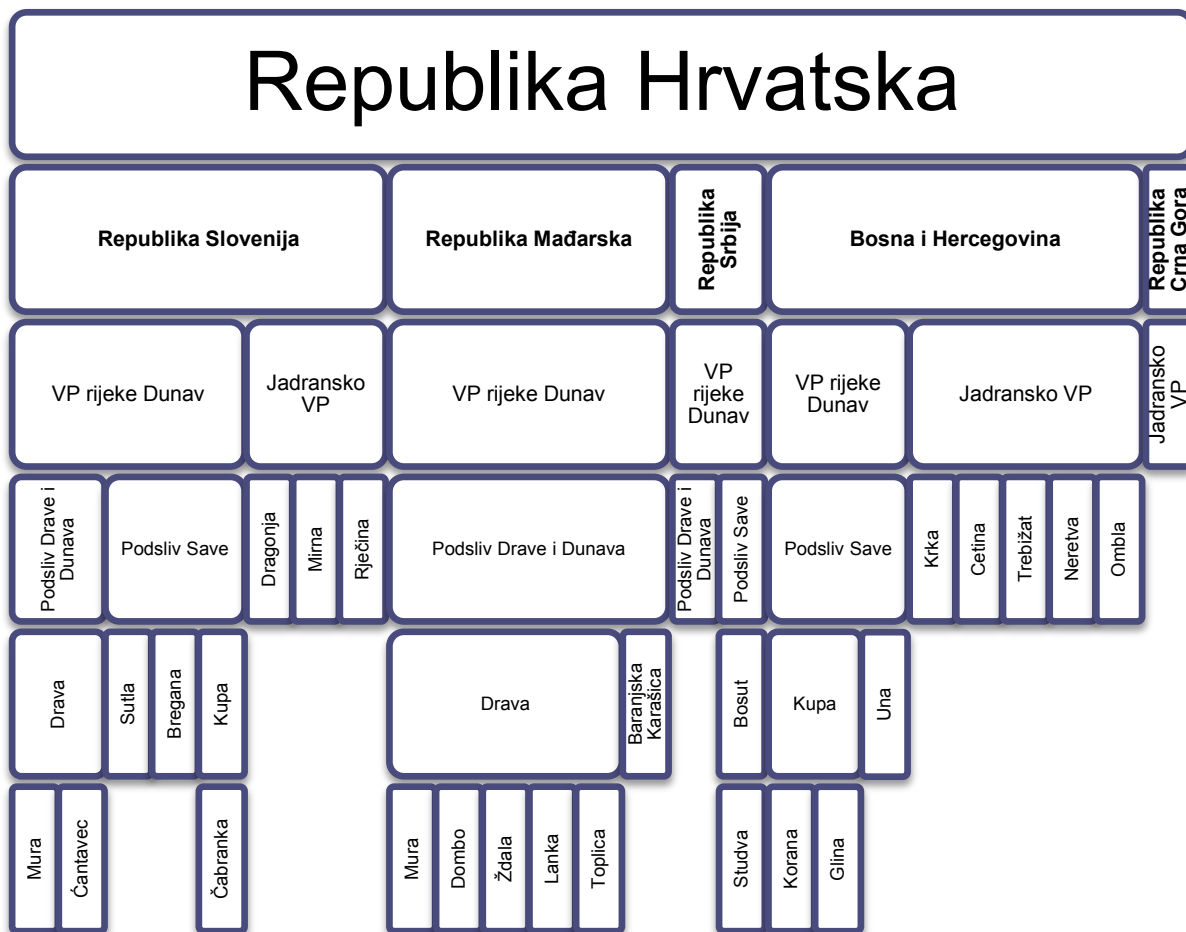 Republika Hrvatska
Republika Slovenija
Republika Mađarska
Republika
Srbija
Bosna i Hercegovina
Republika
Crna Gora
VP rijeke Dunav
Jadransko
VP
VP rijeke Dunav
VP
rijeke
Dunav
VP rijeke
Dunav
Jadransko VP
Jadransko
VP
Podsliv Drave i
Dunava
Podsliv Save
Dragonja
Mirna
Rječina
Podsliv Drave i Dunava
Podsliv Drave i
Dunava
Podsliv Save
Podsliv Save
Krka
Cetina
Trebižat
Neretva
Ombla
Drava
Sutla
Bregana
Kupa
Drava
Baranjska
Karašica
Bosut
Kupa
Una
Mura
Ćantavec
Čabranka
Mura
Dombo
Ždala
Lanka
Toplica
Studva
Korana
Glina